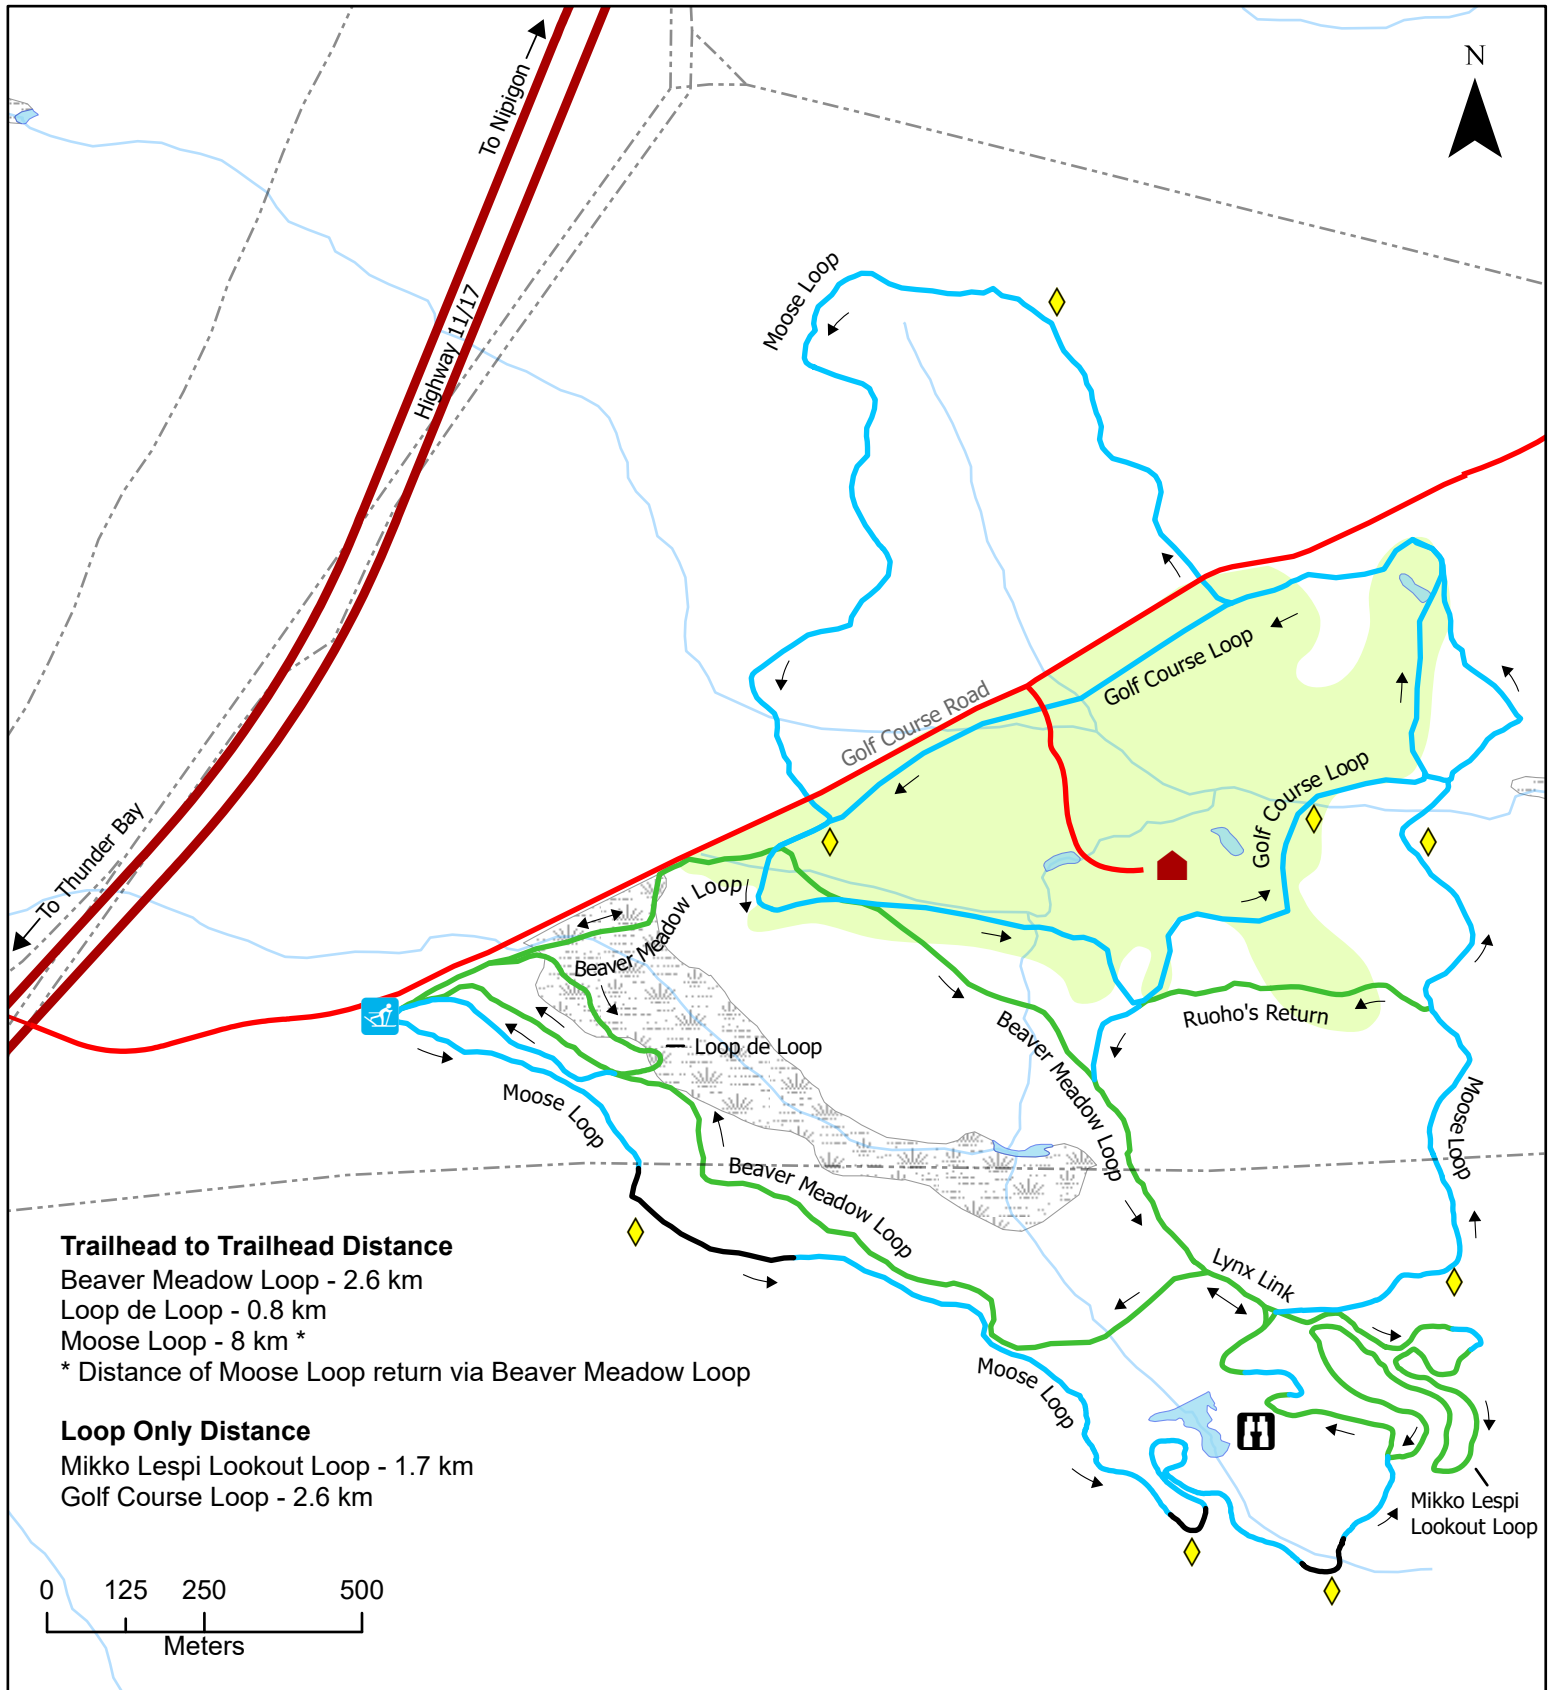 N
To Nipigon
Highway 11/17
To Thunder Bay
Moose Loop
Golf Course Road
Golf Course Loop
Golf Course Loop
Beaver Meadow Loop
Loop de Loop
Ruoho's Return
Beaver Meadow Loop
Moose Loop
Moose Loop
Beaver Meadow Loop
Lynx Link
Moose Loop
Mikko Lespi
Lookout Loop
Trailhead to Trailhead Distance
Beaver Meadow Loop - 2.6 km
Loop de Loop - 0.8 km
Moose Loop - 8 km *
* Distance of Moose Loop return via Beaver Meadow Loop
Loop Only Distance
Mikko Lespi Lookout Loop - 1.7 km
Golf Course Loop - 2.6 km
0 125 250 500
Meters